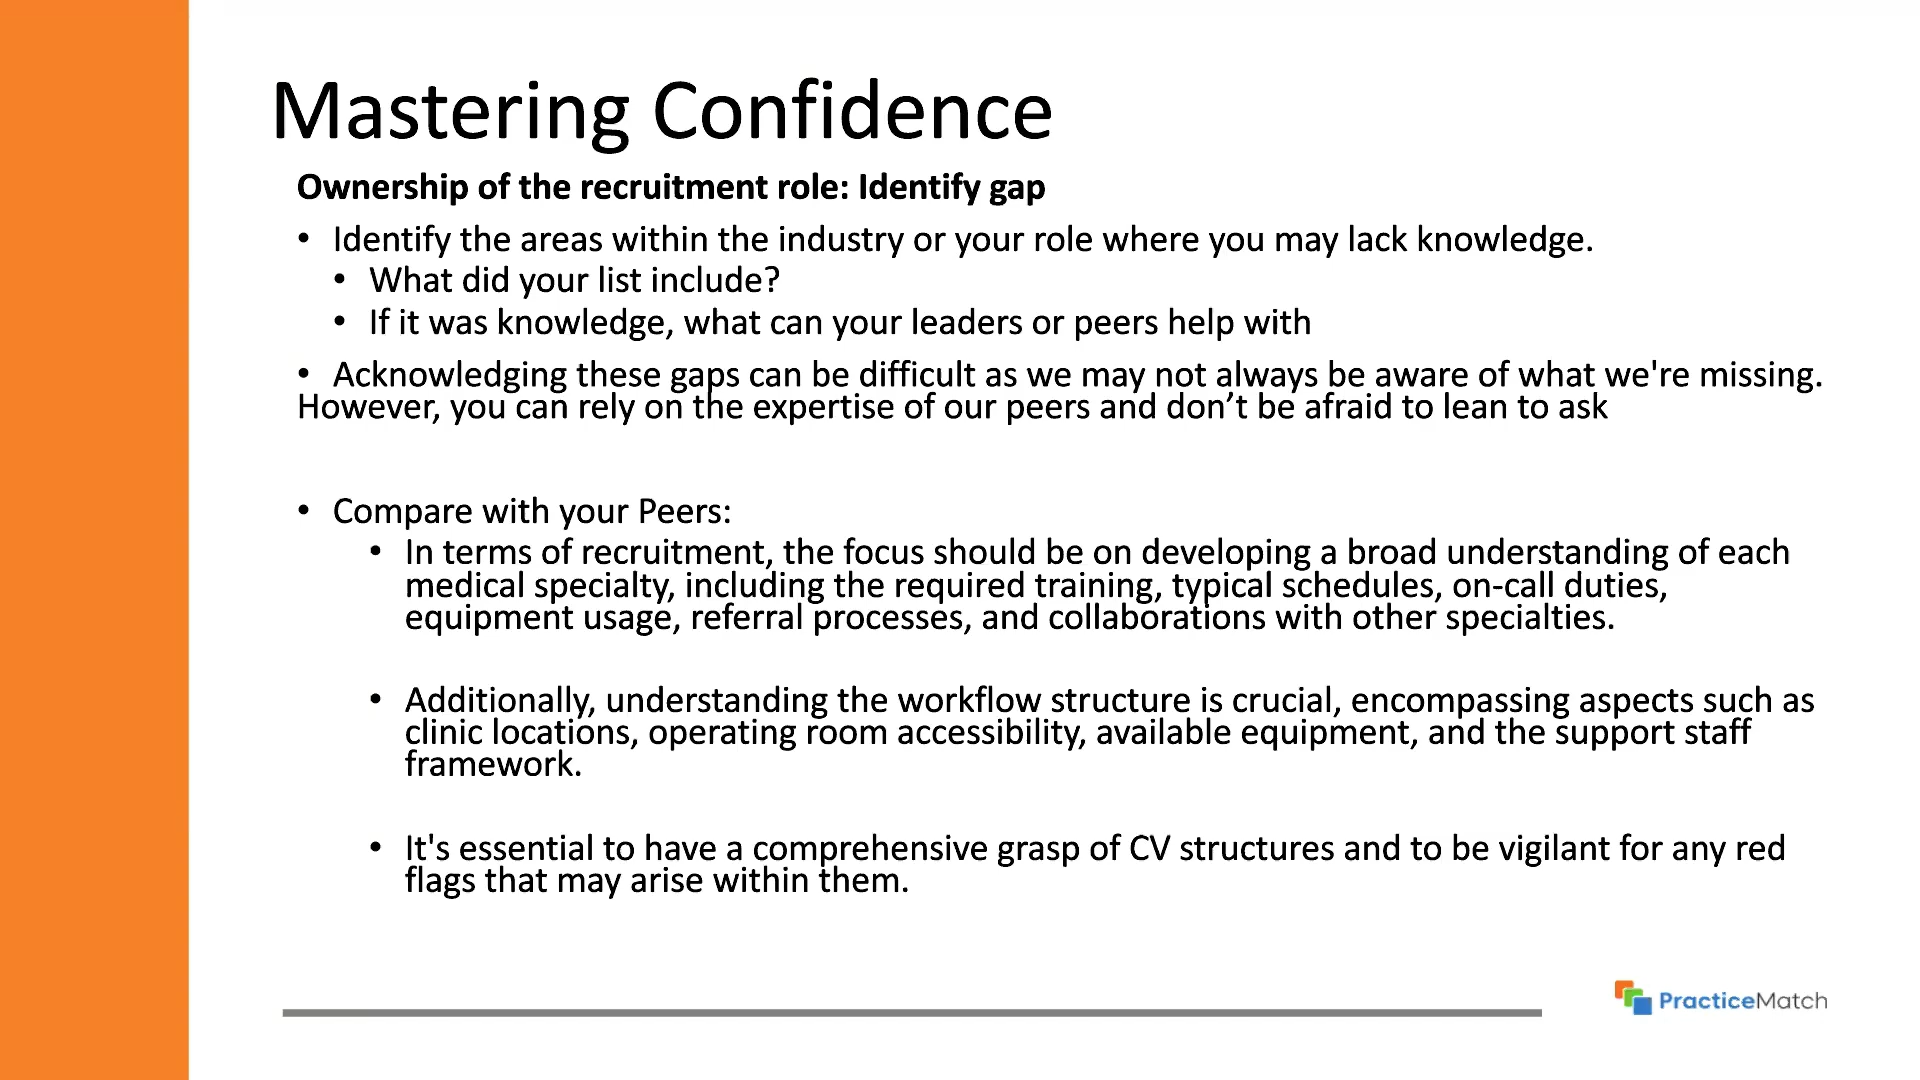 Mastering Confidence
Ownership of the recruitment role: Identify gap
• Identify the areas within the industry or your role where you may lack knowledge.
• What did your list include?
• If it was knowledge, what can your leaders or peers help with
• Acknowledging these gaps can be difficult as we may not always be aware of what we're missing.
However, you can rely on the expertise of our peers and don’t be afraid to lean to ask
• Compare with your Peers:
• In terms of recruitment, the focus should be on developing a broad understanding of each
medical specialty, including the required training, typical schedules, on-call duties,
equipment usage, referral processes, and collaborations with other specialties.
• Additionally, understanding the workflow structure is crucial, encompassing aspects such as
clinic locations, operating room accessibility, available equipment, and the support staff
framework.
• It's essential to have a comprehensive grasp of CV structures and to be vigilant for any red
flags that may arise within them.
PracticeMatch